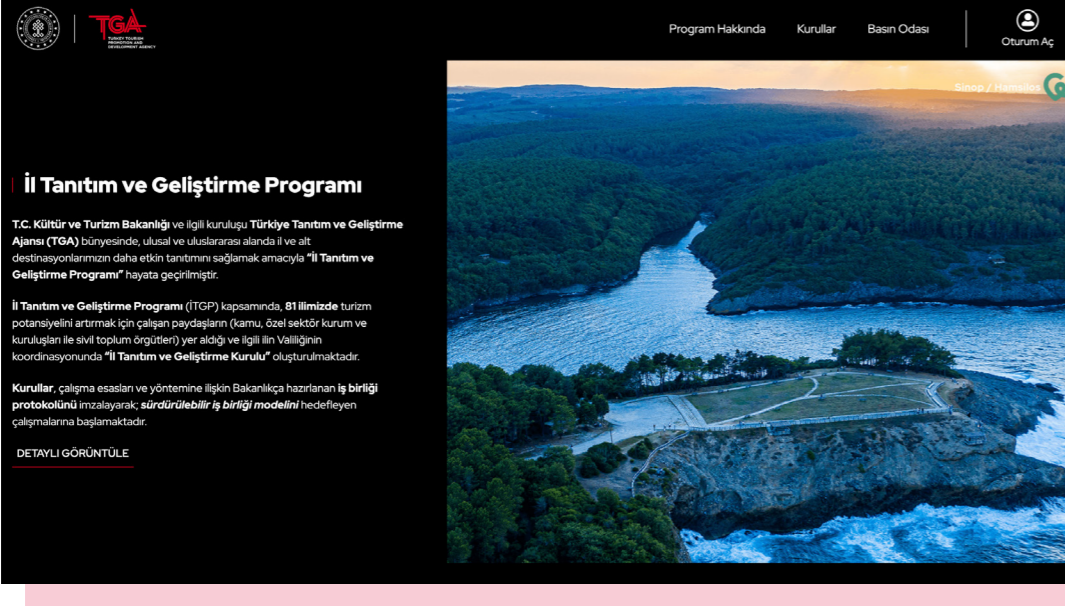 TGA
TURKEY TOURISM
PROMOTION AND
DEVELOPMENT AGENCY
Program Hakkında
Kurullar
Basın Odası
Oturum Aç
Sinop / Hamsilos
İl Tanıtım ve Geliştirme Programı
T.C. Kültür ve Turizm Bakanlığı ve ilgili kuruluşu Türkiye Tanıtım ve Geliştirme
Ajansı (TGA) bünyesinde, ulusal ve uluslararası alanda il ve alt
destinasyonlarımızın daha etkin tanıtımını sağlamak amacıyla “İl Tanıtım ve
Geliştirme Programı” hayata geçirilmiştir.
İl Tanıtım ve Geliştirme Programı (İTGP) kapsamında, 81 ilimizde turizm
potansiyelini artırmak için çalışan paydaşların (kamu, özel sektör kurum ve
kuruluşları ile sivil toplum örgütleri) yer aldığı ve ilgili ilin Valiliğinin
koordinasyonunda “İl Tanıtım ve Geliştirme Kurulu” oluşturulmaktadır.
Kurullar, çalışma esasları ve yöntemine ilişkin Bakanlıkça hazırlanan iş birliği
protokolünü imzalayarak; sürdürülebilir iş birliği modelini hedefleyen
çalışmalarına başlamaktadır.
DETAYLI GÖRÜNTÜLE